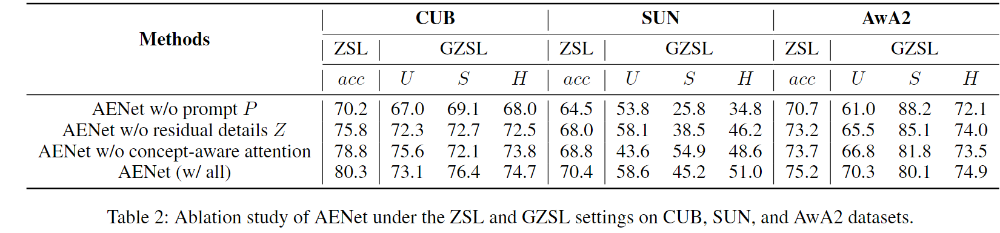 Methods CUB SUN AwA2
ZSL GZSL ZSL GZSL ZSL GZSL
acc U S H acc U S H acc U S H
AENet w/o prompt P 70.2 67.0 69.1 68.0 64.5 53.8 25.8 34.8 70.7 61.0 88.2 72.1
AENet w/o residual details Z 75.8 72.3 72.7 72.5 68.0 58.1 38.5 46.2 73.2 65.5 85.1 74.0
AENet w/o concept-aware attention 78.8 75.6 72.1 73.8 68.8 43.6 54.9 48.6 73.7 66.8 81.8 73.5
AENet (w/ all) 80.3 73.1 76.4 74.7 70.4 58.6 45.2 51.0 75.2 70.3 80.1 74.9
Table 2: Ablation study of AENet under the ZSL and GZSL settings on CUB, SUN, and AwA2 datasets.